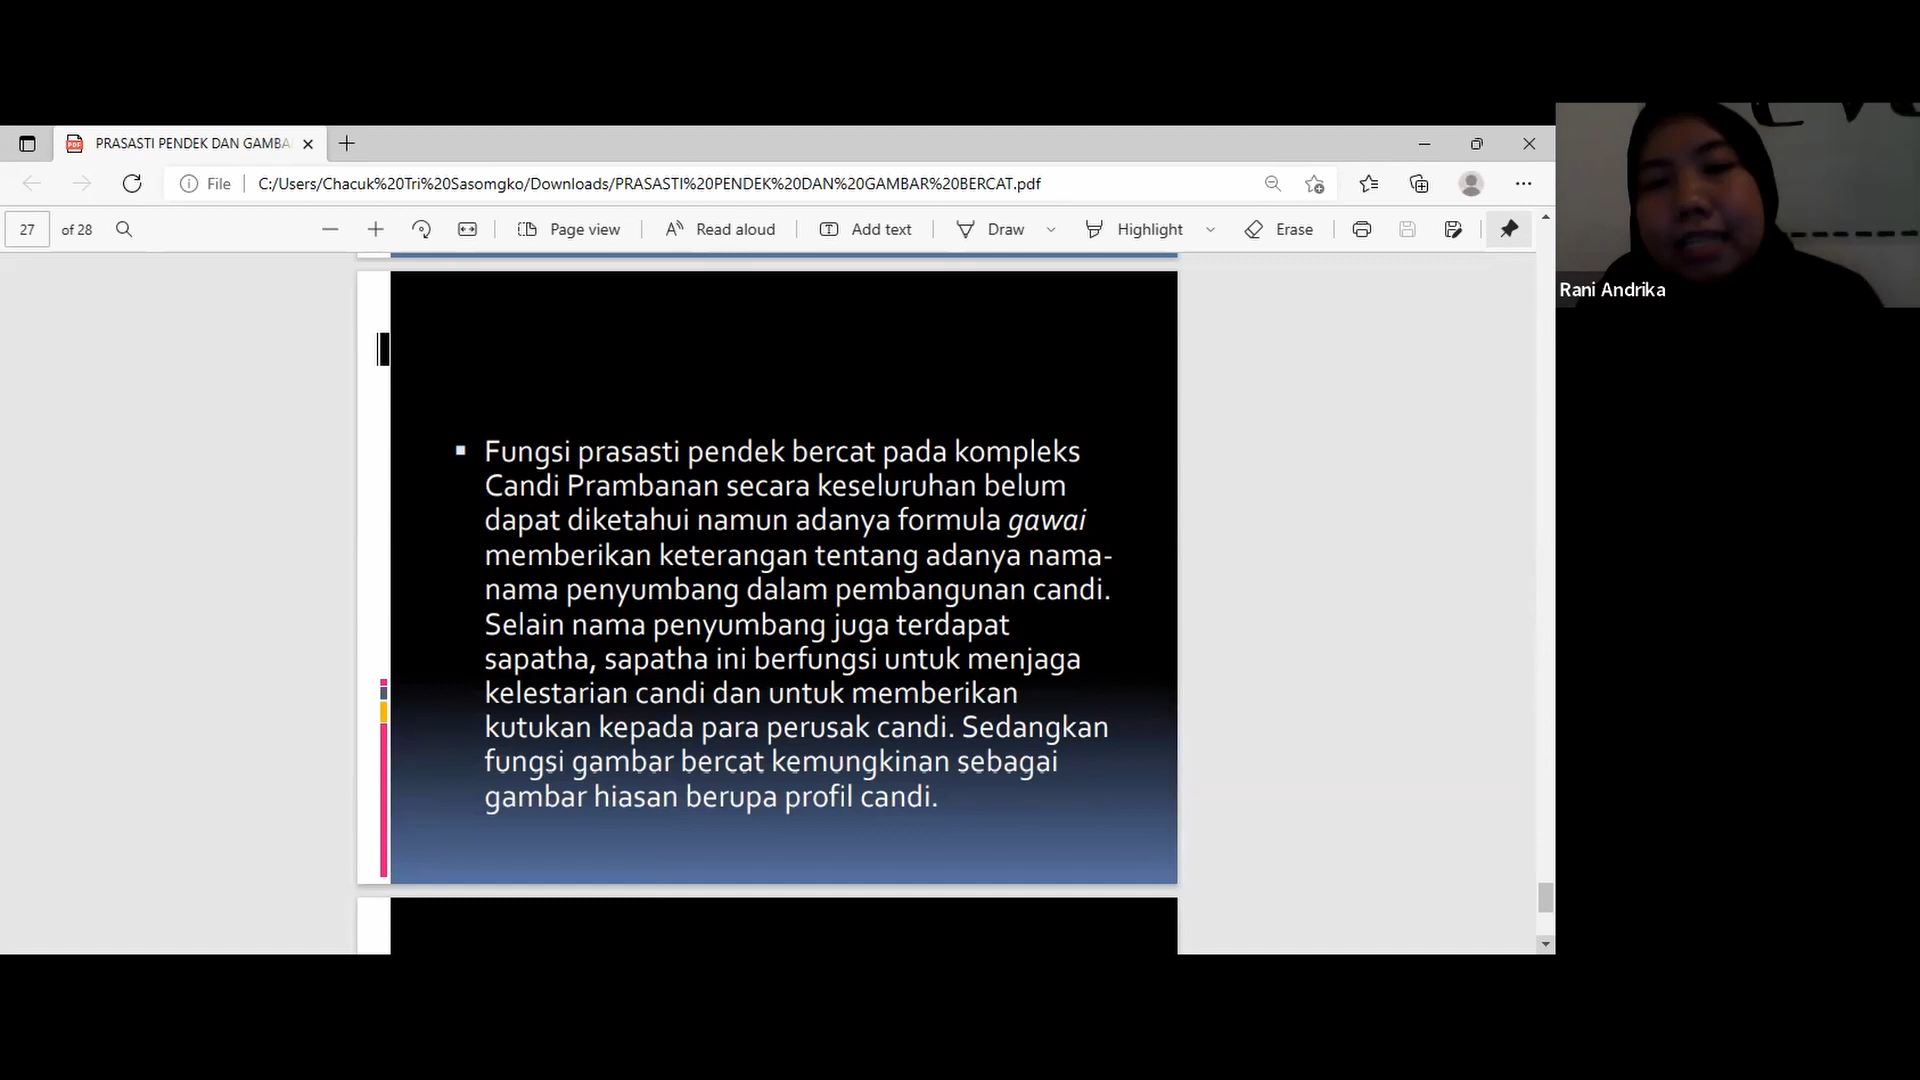 PRASASTI PENDEK DAN GAMBA
File
C:/Users/Chacuk%20Tri%20Sasomgko/Downloads/PRASASTI%20PENDEK%20DAN%20GAMBAR%20BERCAT.pdf
27 of 28 Page view Read aloud Add text Draw Highlight Erase
Rani Andrika
Fungsi prasasti pendek bercat pada kompleks
Candi Prambanan secara keseluruhan belum
dapat diketahui namun adanya formula gawai
memberikan keterangan tentang adanya nama-
nama penyumbang dalam pembangunan candi.
Selain nama penyumbang juga terdapat
sapatha, sapatha ini berfungsi untuk menjaga
kelestarian candi dan untuk memberikan
kutukan kepada para perusak candi. Sedangkan
fungsi gambar bercat kemungkinan sebagai
gambar hiasan berupa profil candi.